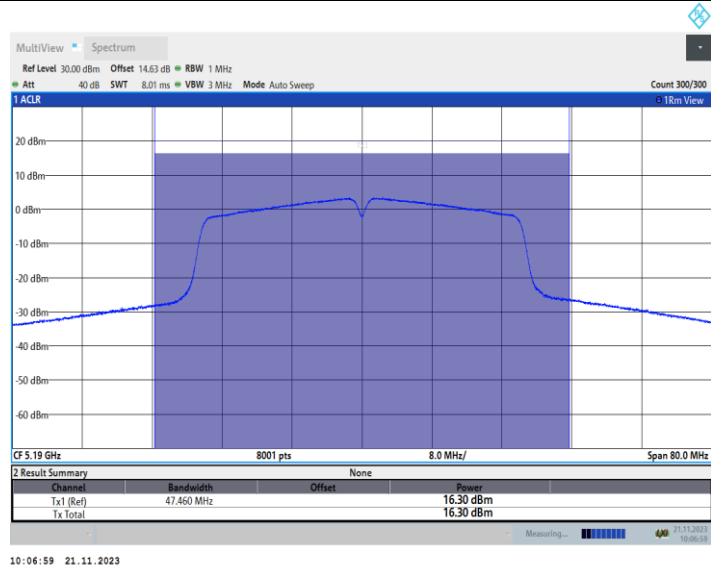 MultiView Spectrum
Ref Level 30.00 dBm Offset 14.63 dB RBW 1 MHz
Att 40 dB SWT 8.01 ms VBW 3 MHz Mode Auto Sweep Count 300/300
1 ACLR 1Rm View
20 dBm
10 dBm
0 dBm
-10 dBm
-20 dBm
-30 dBm
-40 dBm
-50 dBm
-60 dBm
CF 5.19 GHz 8001 pts 8.0 MHz/ Span 80.0 MHz
2 Result Summary None
Channel Bandwidth Offset Power
Tx1 (Ref) 47.460 MHz 16.30 dBm
Tx Total 16.30 dBm
Measuring... 21.11.2023
10:06:59
10:06:59 21.11.2023